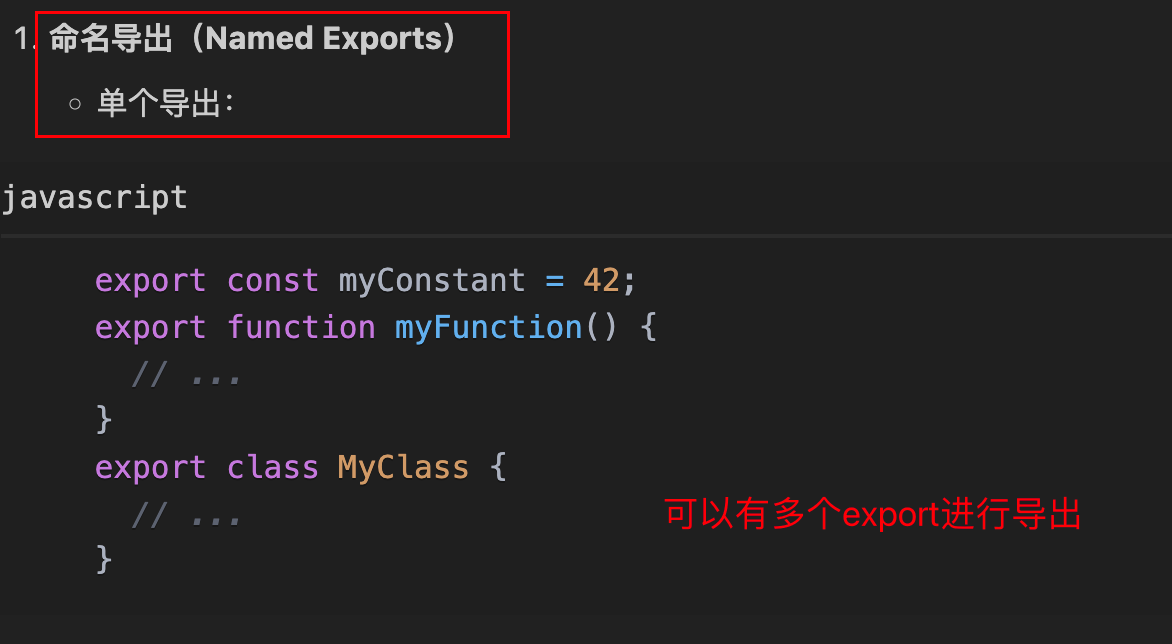 1. 命名导出（Named Exports）
○ 单个导出：
javascript
export const myConstant = 42;
export function myFunction() {
  // ...
}
export class MyClass {
  // ...
可以有多个export进行导出
}